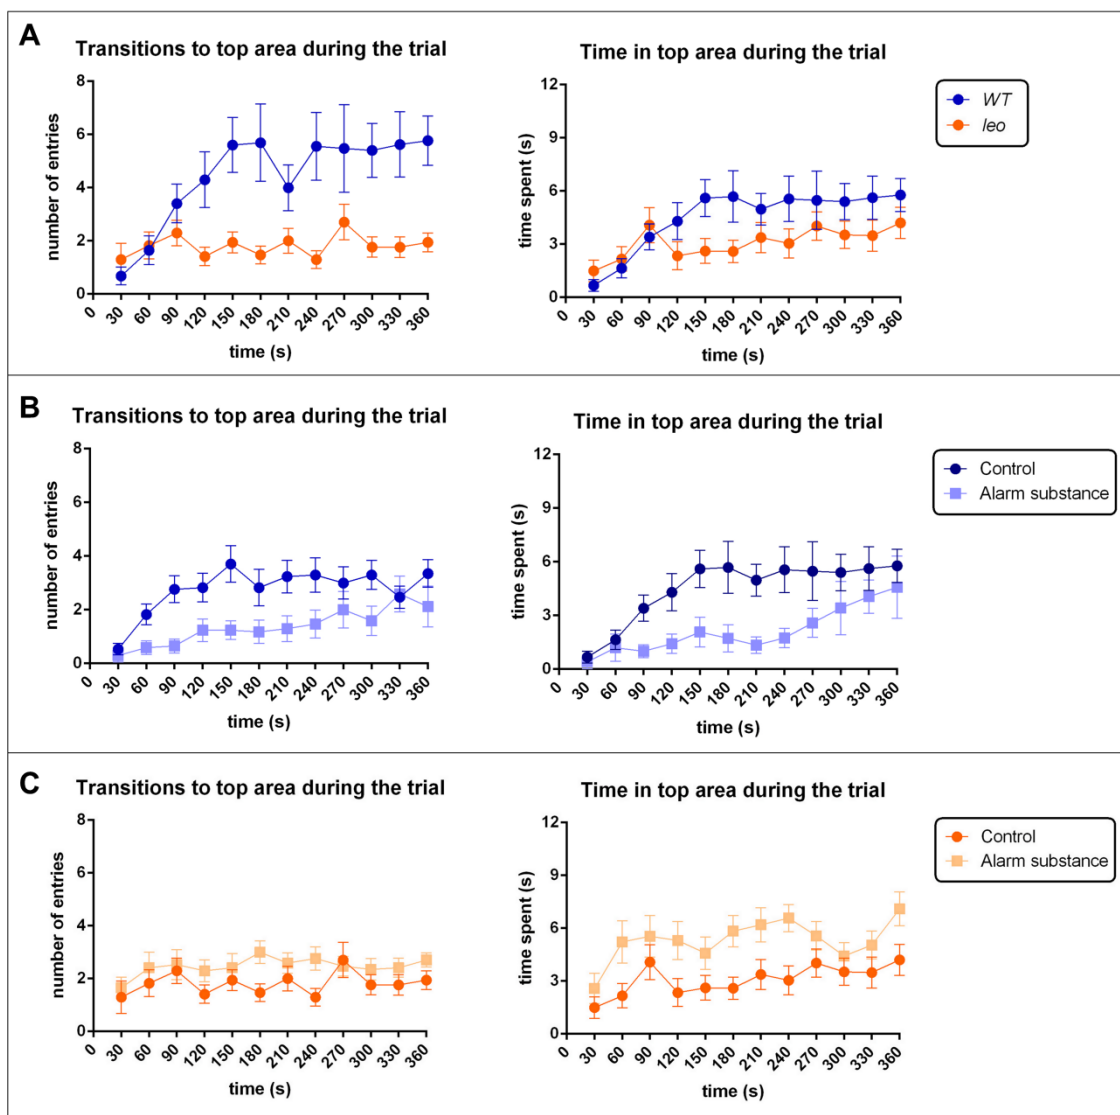 A
Transitions to top area during the trial
number of entries
8
6
4
2
0
0 30 60 90 120 150 180 210 240 270 300 330 360
time (s)
Time in top area during the trial
time spent (s)
12
9
6
3
0
0 30 60 90 120 150 180 210 240 270 300 330 360
time (s)
WT
leo
B
Transitions to top area during the trial
number of entries
8
6
4
2
0
0 30 60 90 120 150 180 210 240 270 300 330 360
time (s)
Time in top area during the trial
time spent (s)
12
9
6
3
0
0 30 60 90 120 150 180 210 240 270 300 330 360
time (s)
Control
Alarm substance
C
Transitions to top area during the trial
number of entries
8
6
4
2
0
0 30 60 90 120 150 180 210 240 270 300 330 360
time (s)
Time in top area during the trial
time spent (s)
12
9
6
3
0
0 30 60 90 120 150 180 210 240 270 300 330 360
time (s)
Control
Alarm substance